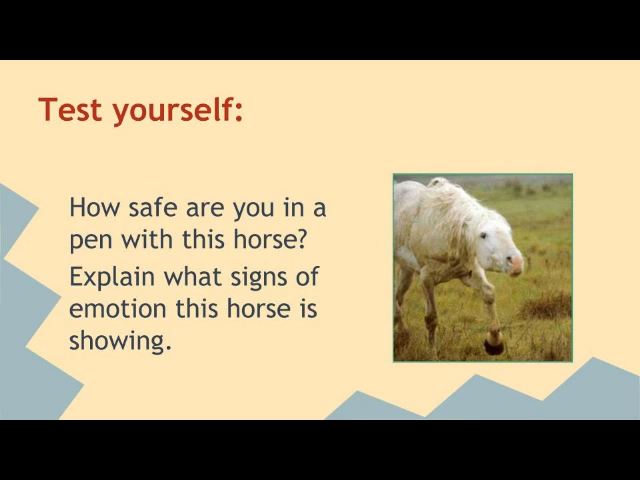 Test yourself:
How safe are you in a
pen with this horse?
Explain what signs of
emotion this horse is
showing.